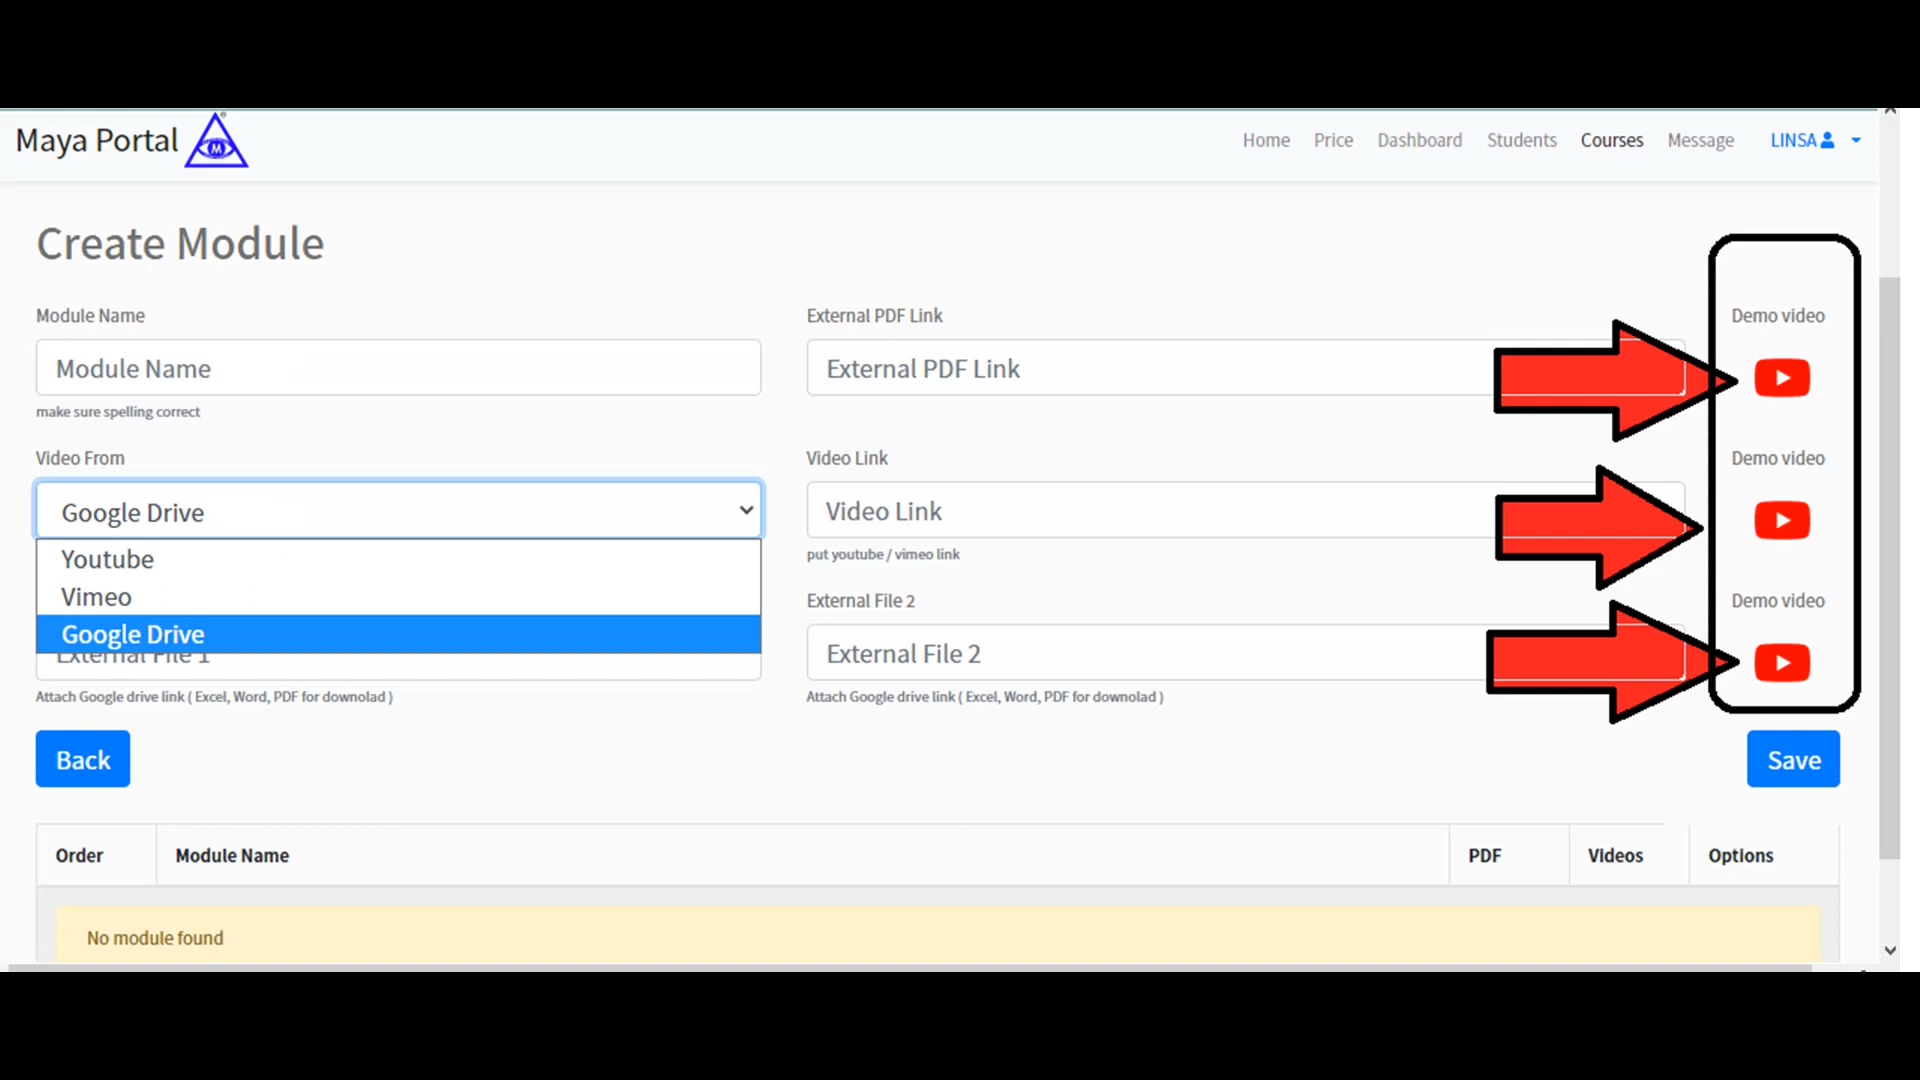 Maya Portal
M
Home Price Dashboard Students Courses Message LINSA
Create Module
Module Name External PDF Link Demo video
Module Name External PDF Link
make sure spelling correct
Video From Video Link Demo video
Google Drive Video Link
Youtube put youtube / vimeo link
Vimeo External File 2 Demo video
Google Drive
External File 1 External File 2
Attach Google drive link ( Excel, Word, PDF for downolad ) Attach Google drive link ( Excel, Word, PDF for downolad )
Back Save
Order Module Name PDF Videos Options
No module found